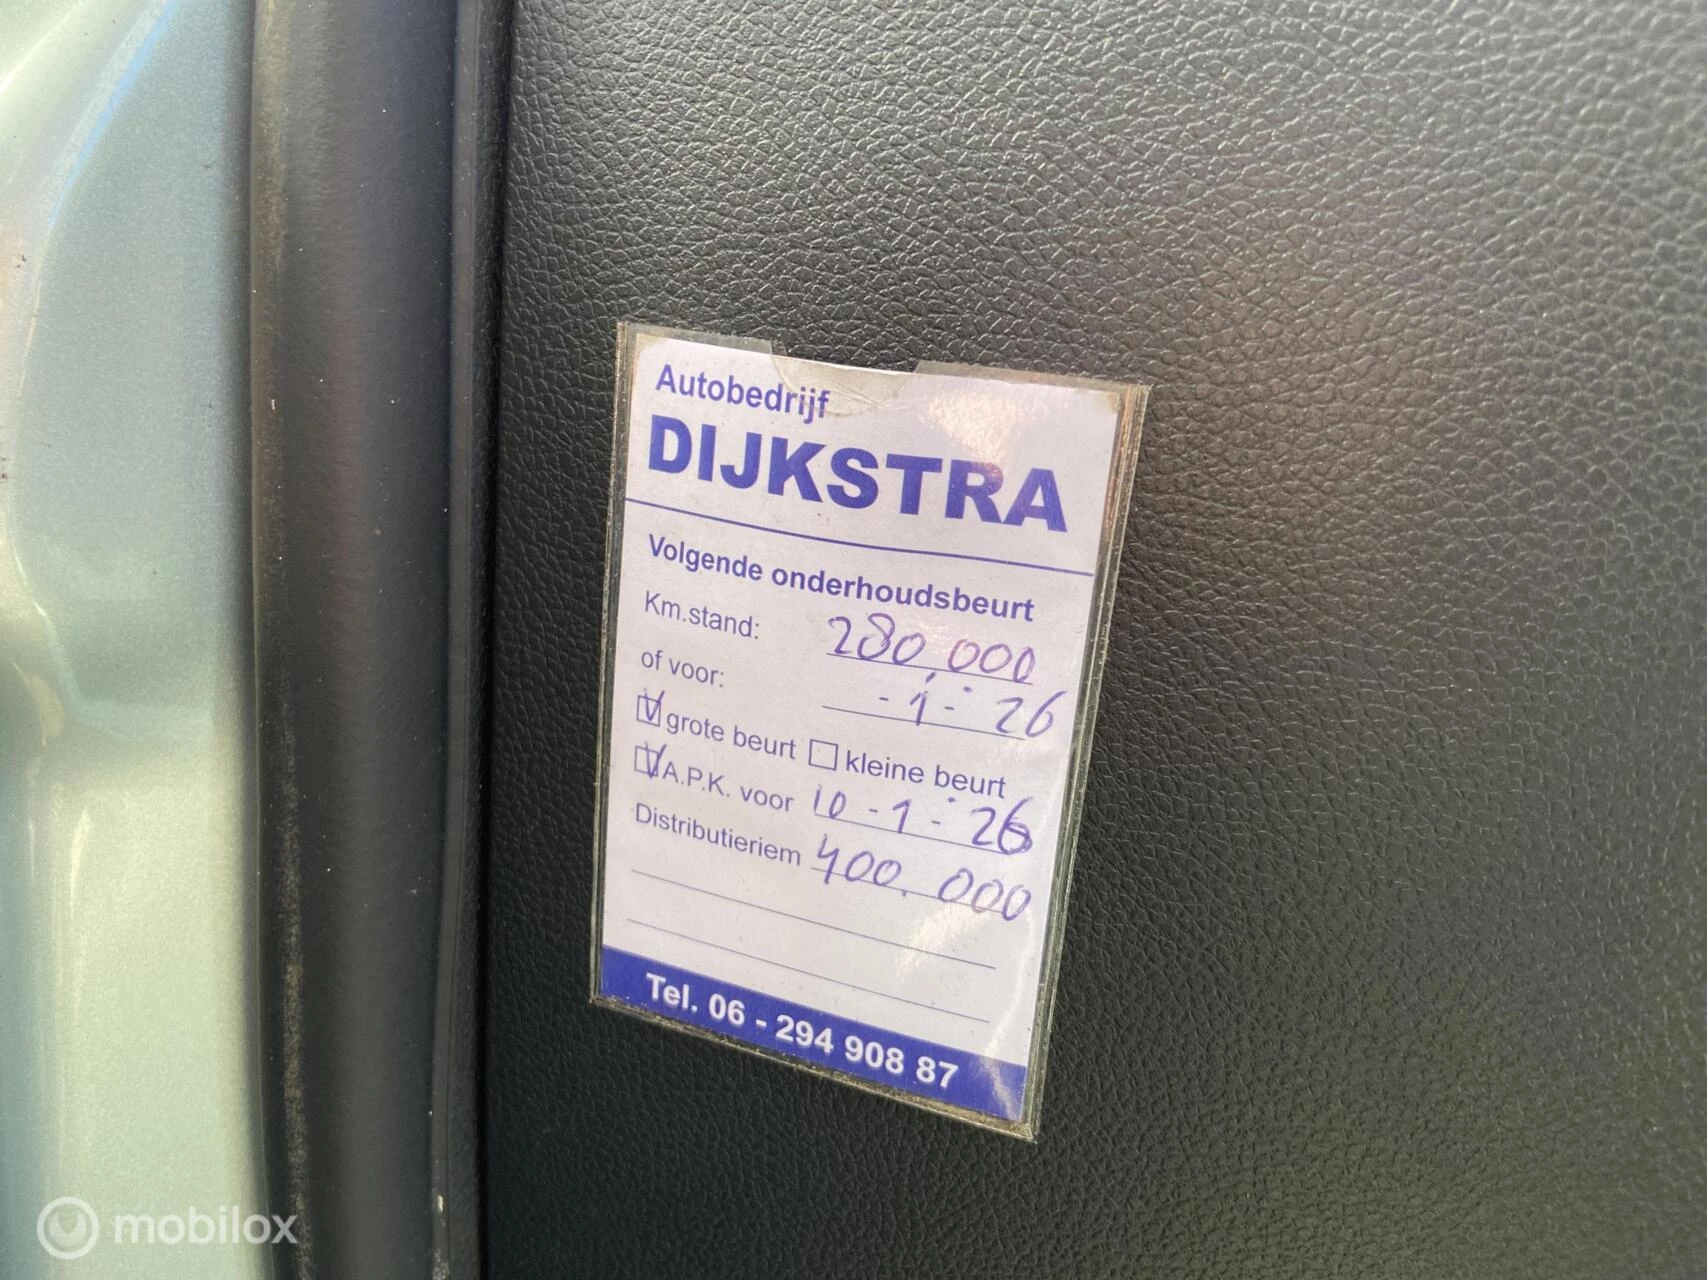 Autobedrijf
DIJKSTRA
Volgende onderhoudsbeurt
Km.stand: 280.000
of voor: -1-26
grote beurt kleine beurt
A.P.K. voor 10-1-26
Distributieriem 400.000
Tel. 06 - 294 908 87
mobilox